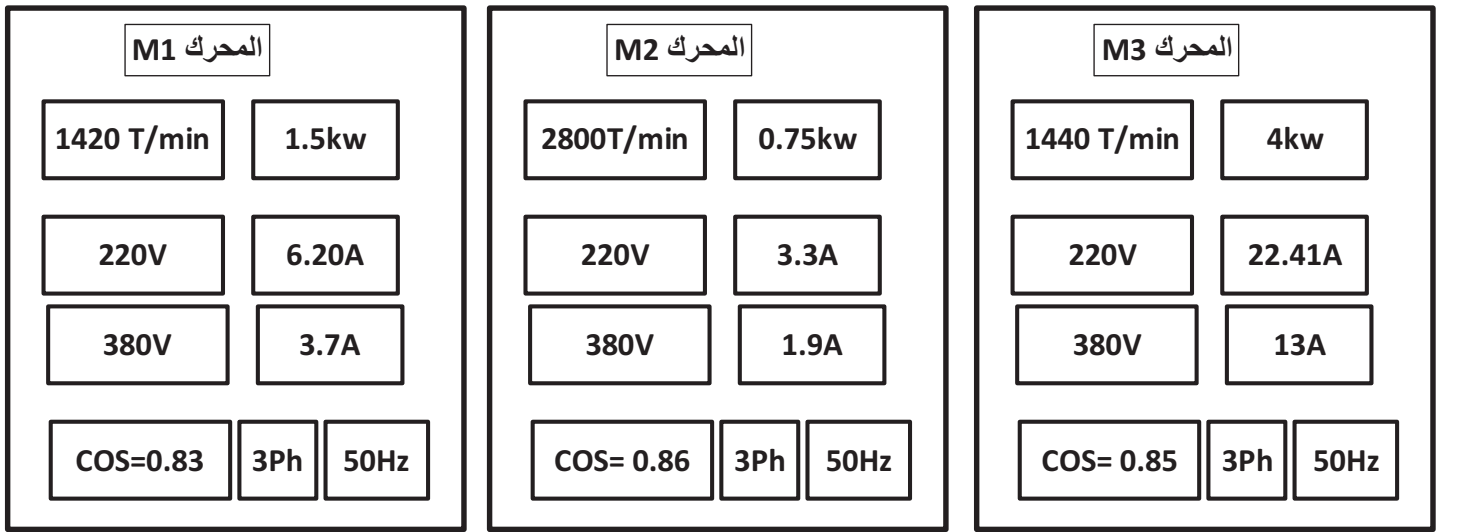 المحرك M1
1420 T/min
1.5kw
220V
6.20A
380V
3.7A
COS=0.83
3Ph
50Hz
المحرك M2
2800T/min
0.75kw
220V
3.3A
380V
1.9A
COS= 0.86
3Ph
50Hz
المحرك M3
1440 T/min
4kw
220V
22.41A
380V
13A
COS= 0.85
3Ph
50Hz